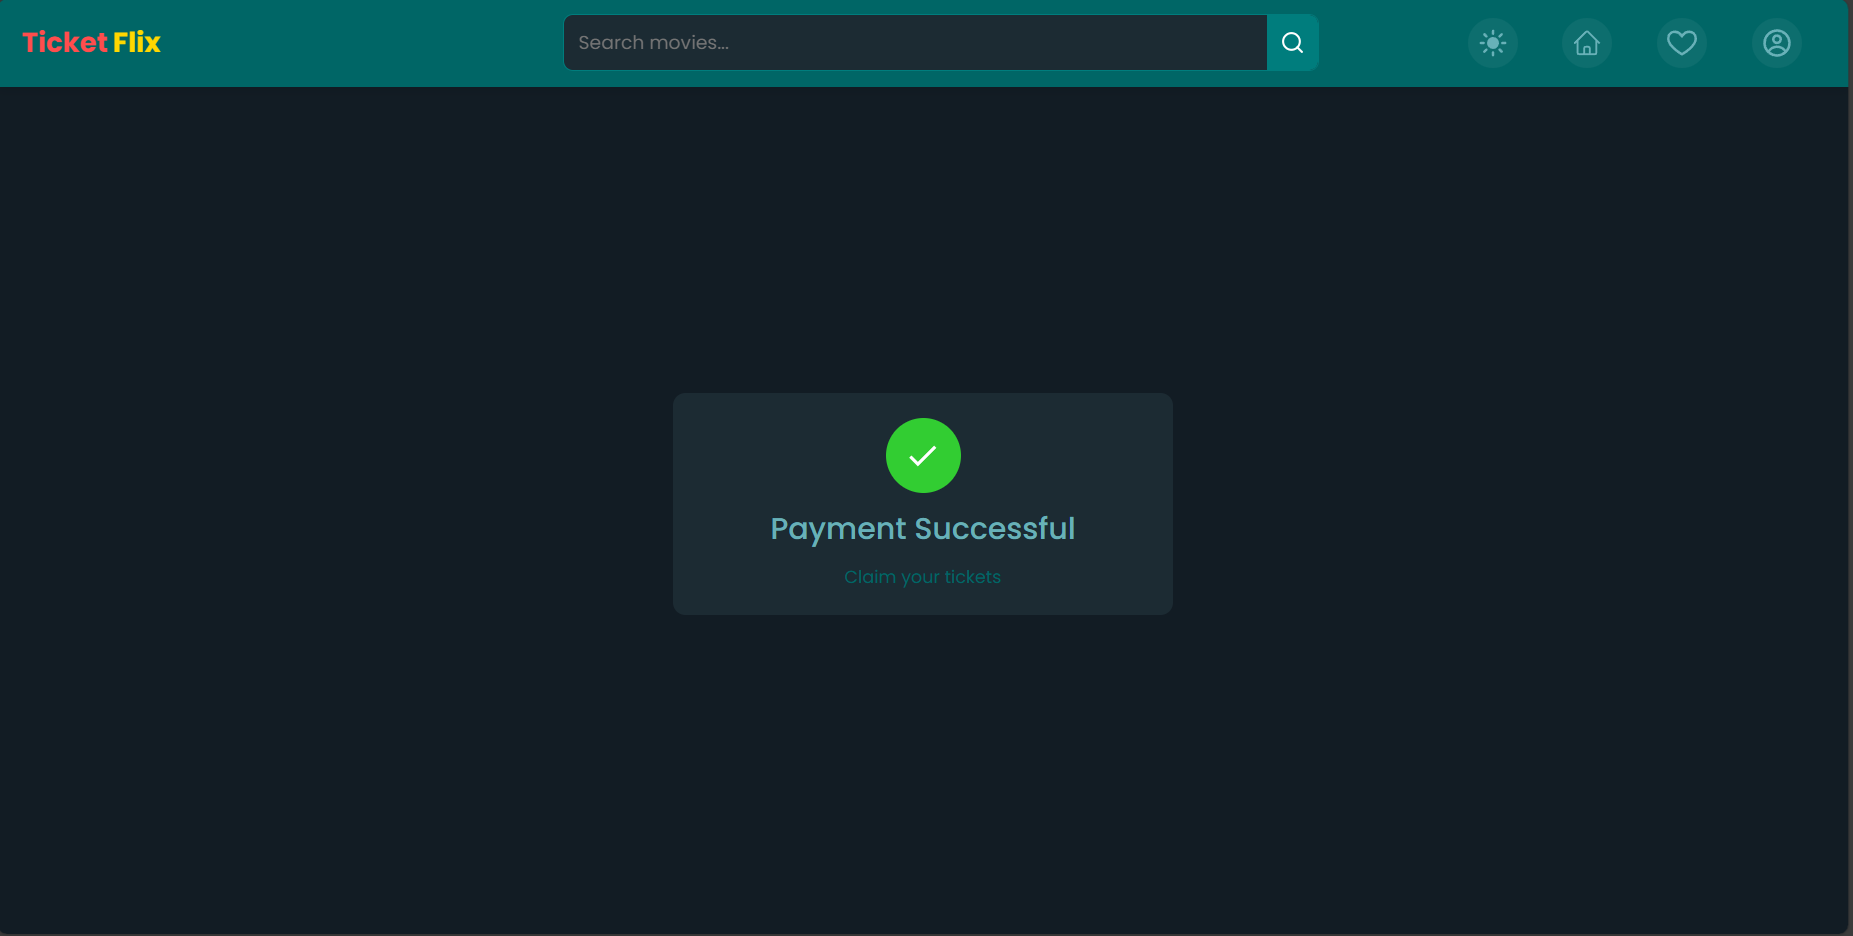 Ticket Flix
Search movies...
Payment Successful
Claim your tickets